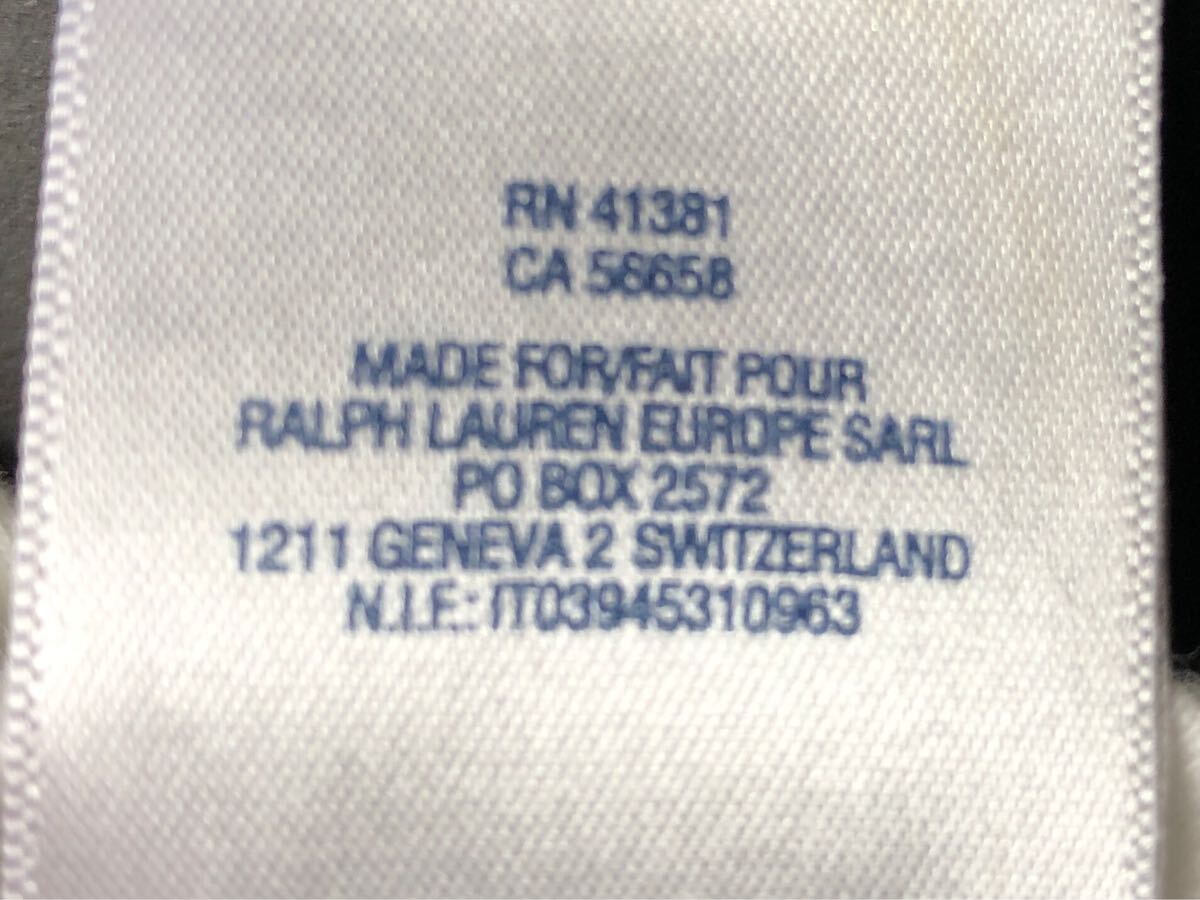 RN 41381
CA 56658
MADE FOR/FAIT POUR
RALPH LAUREN EUROPE SARL
PO BOX 2572
1211 GENEVA 2 SWITZERLAND
N.I.F.: IT03945310963